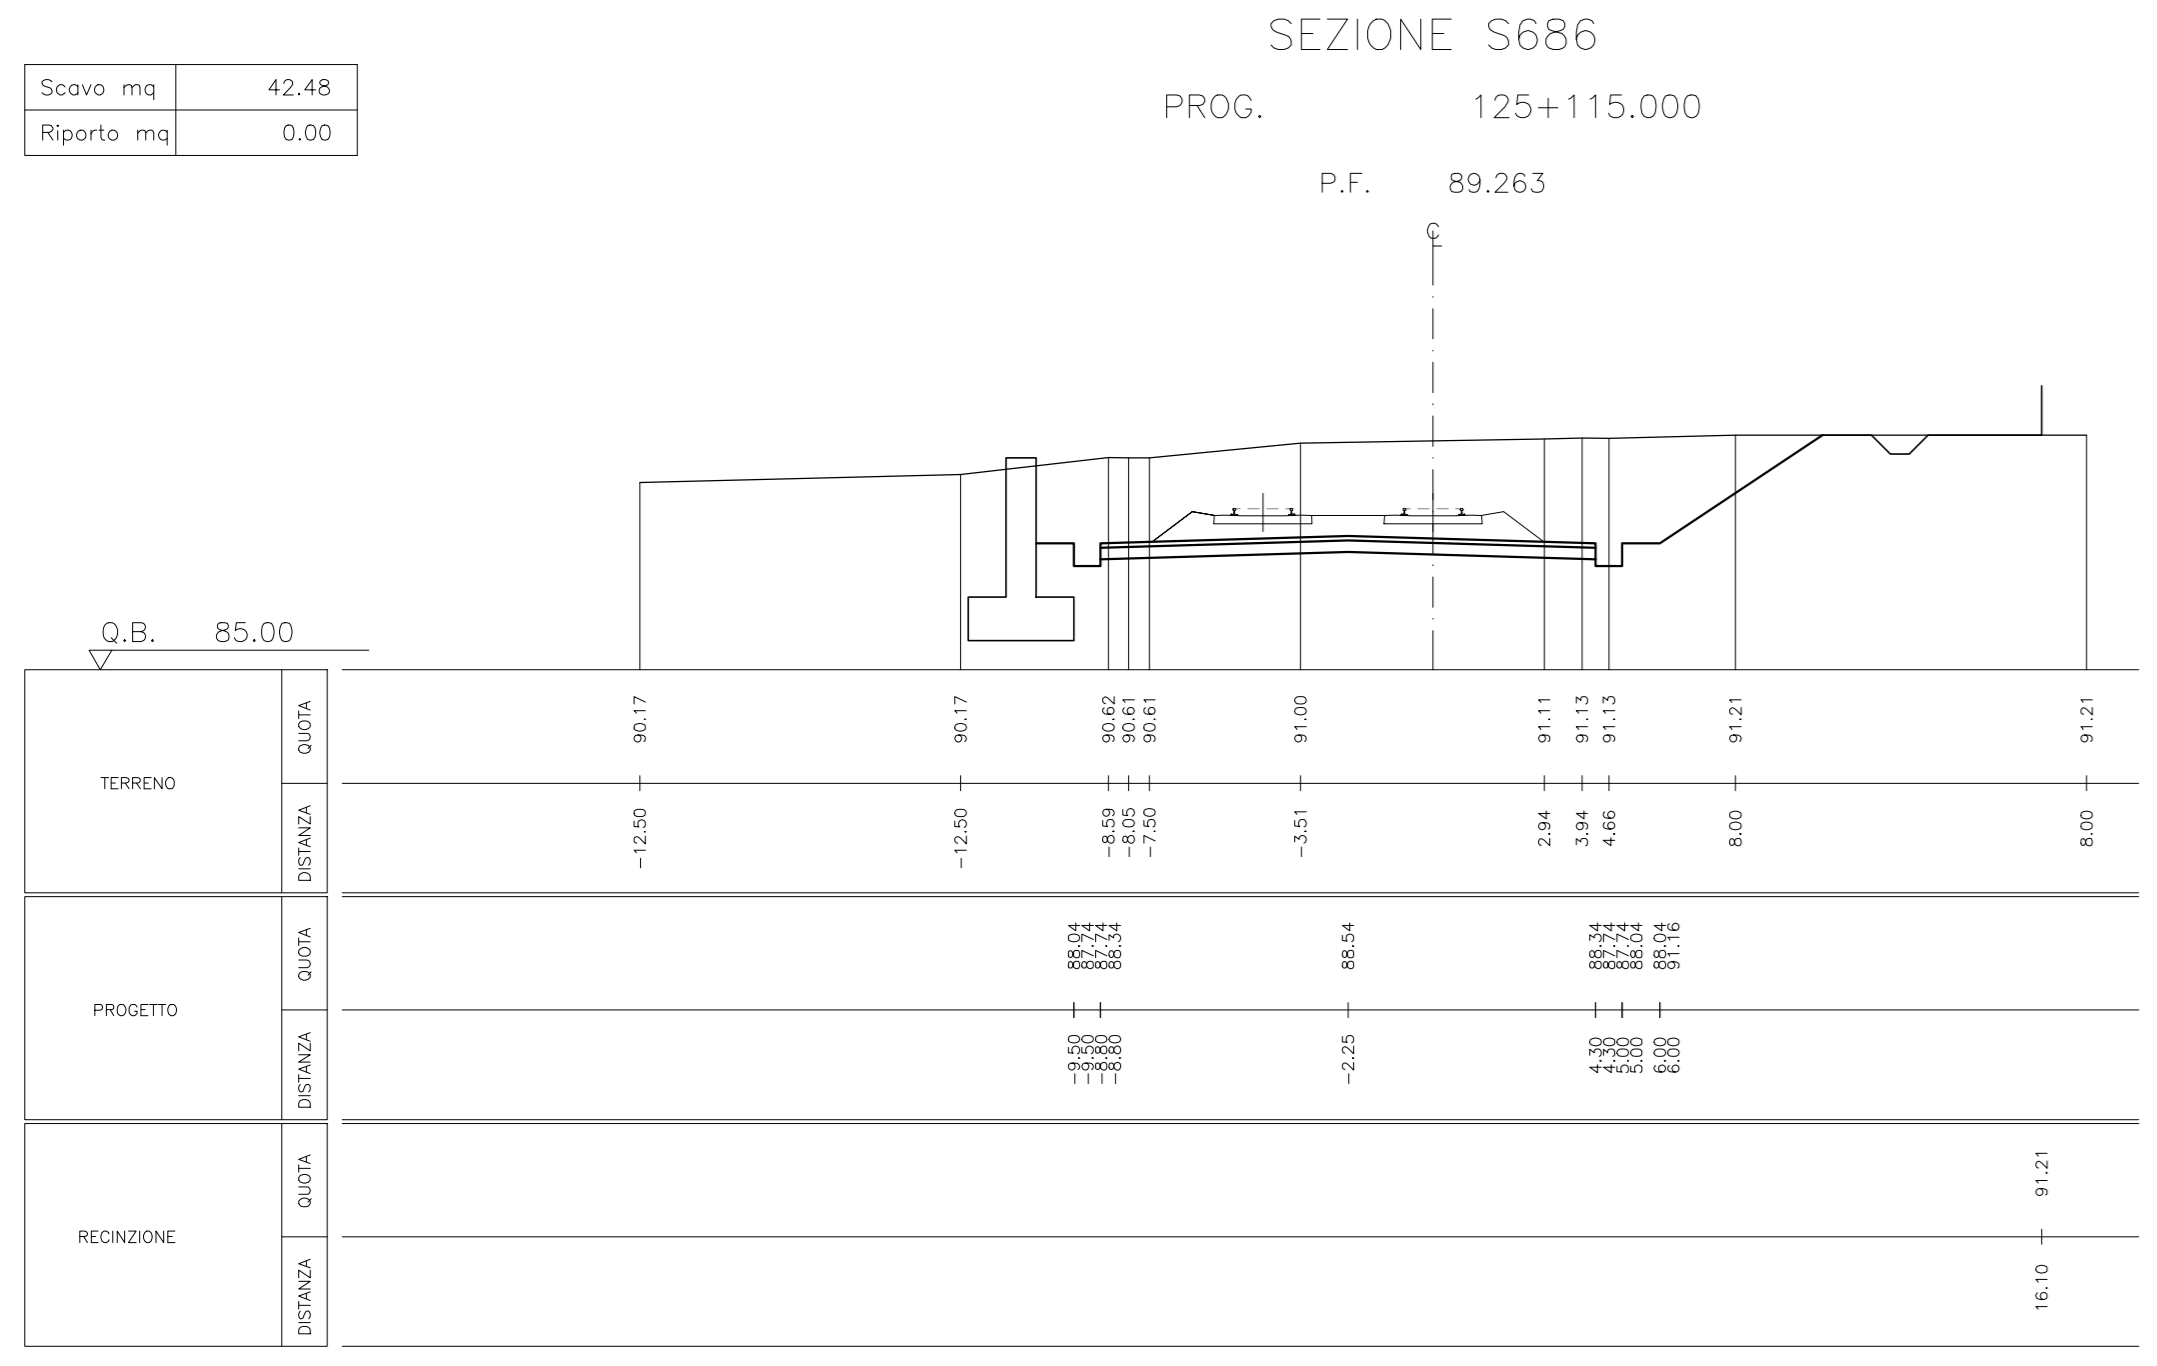 SEZIONE S686
Scavo mq 42.48
PROG. 125+115.000
Riporto mq 0.00
P.F. 89.263
℄
Q.B. 85.00
TERRENO
QUOTA
90.17 90.17 90.62 90.61 90.61 91.00 91.11 91.13 91.13 91.21 91.21
DISTANZA
-12.50 -12.50 -8.59 -8.05 -7.50 -3.51 2.94 3.94 4.66 8.00 8.00
PROGETTO
QUOTA
88.04 87.74 87.74 88.34 88.54 88.34 87.74 87.74 88.04 88.04 91.16
DISTANZA
-9.50 -9.50 -8.80 -8.80 -2.25 4.30 4.30 5.00 5.00 6.00 6.00
RECINZIONE
QUOTA
91.21
DISTANZA
16.10